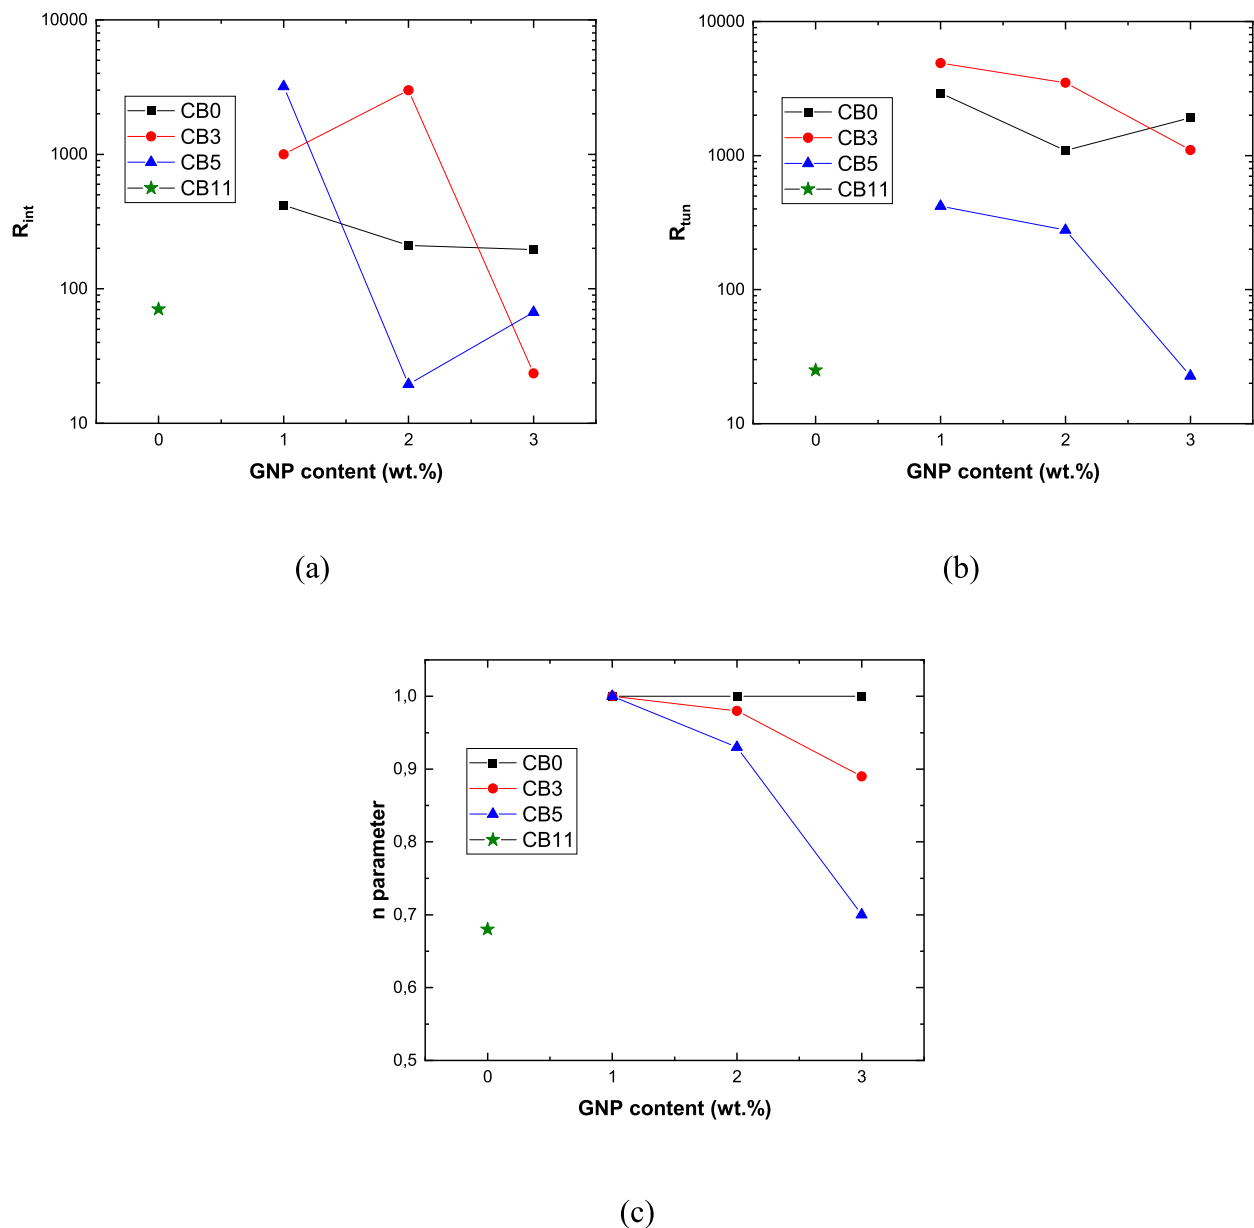 10000
1000
100
10
R_int
CB0
CB3
CB5
CB11
0 1 2 3
GNP content (wt.%)
(a)
10000
1000
100
10
R_tun
CB0
CB3
CB5
CB11
0 1 2 3
GNP content (wt.%)
(b)
1,0
0,9
0,8
0,7
0,6
0,5
n parameter
CB0
CB3
CB5
CB11
0 1 2 3
GNP content (wt.%)
(c)